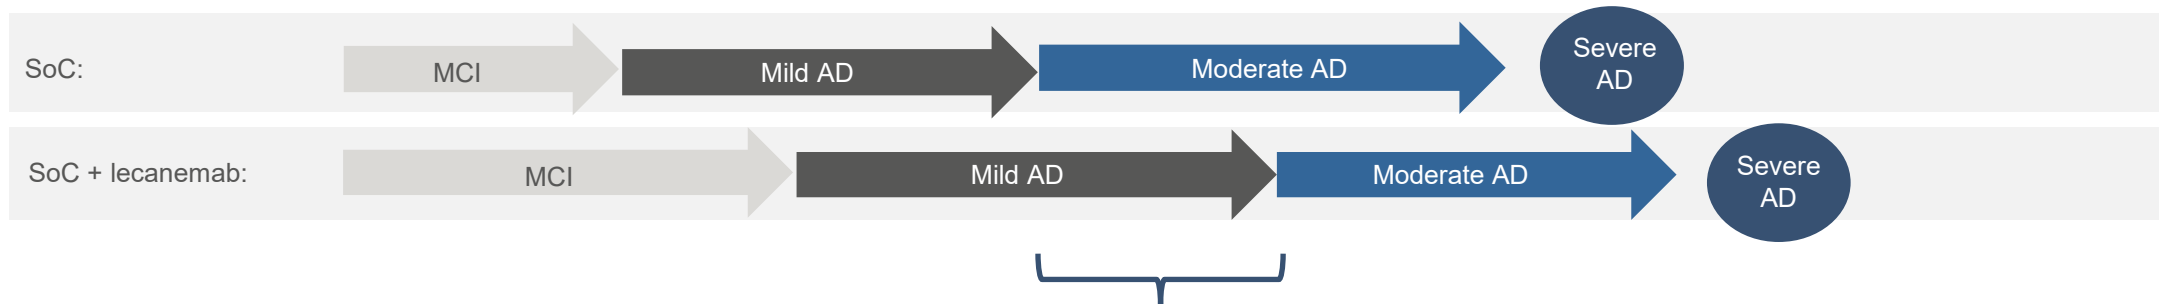 SoC:
MCI
Mild AD
Moderate AD
Severe
AD
SoC + lecanemab:
MCI
Mild AD
Moderate AD
Severe
AD